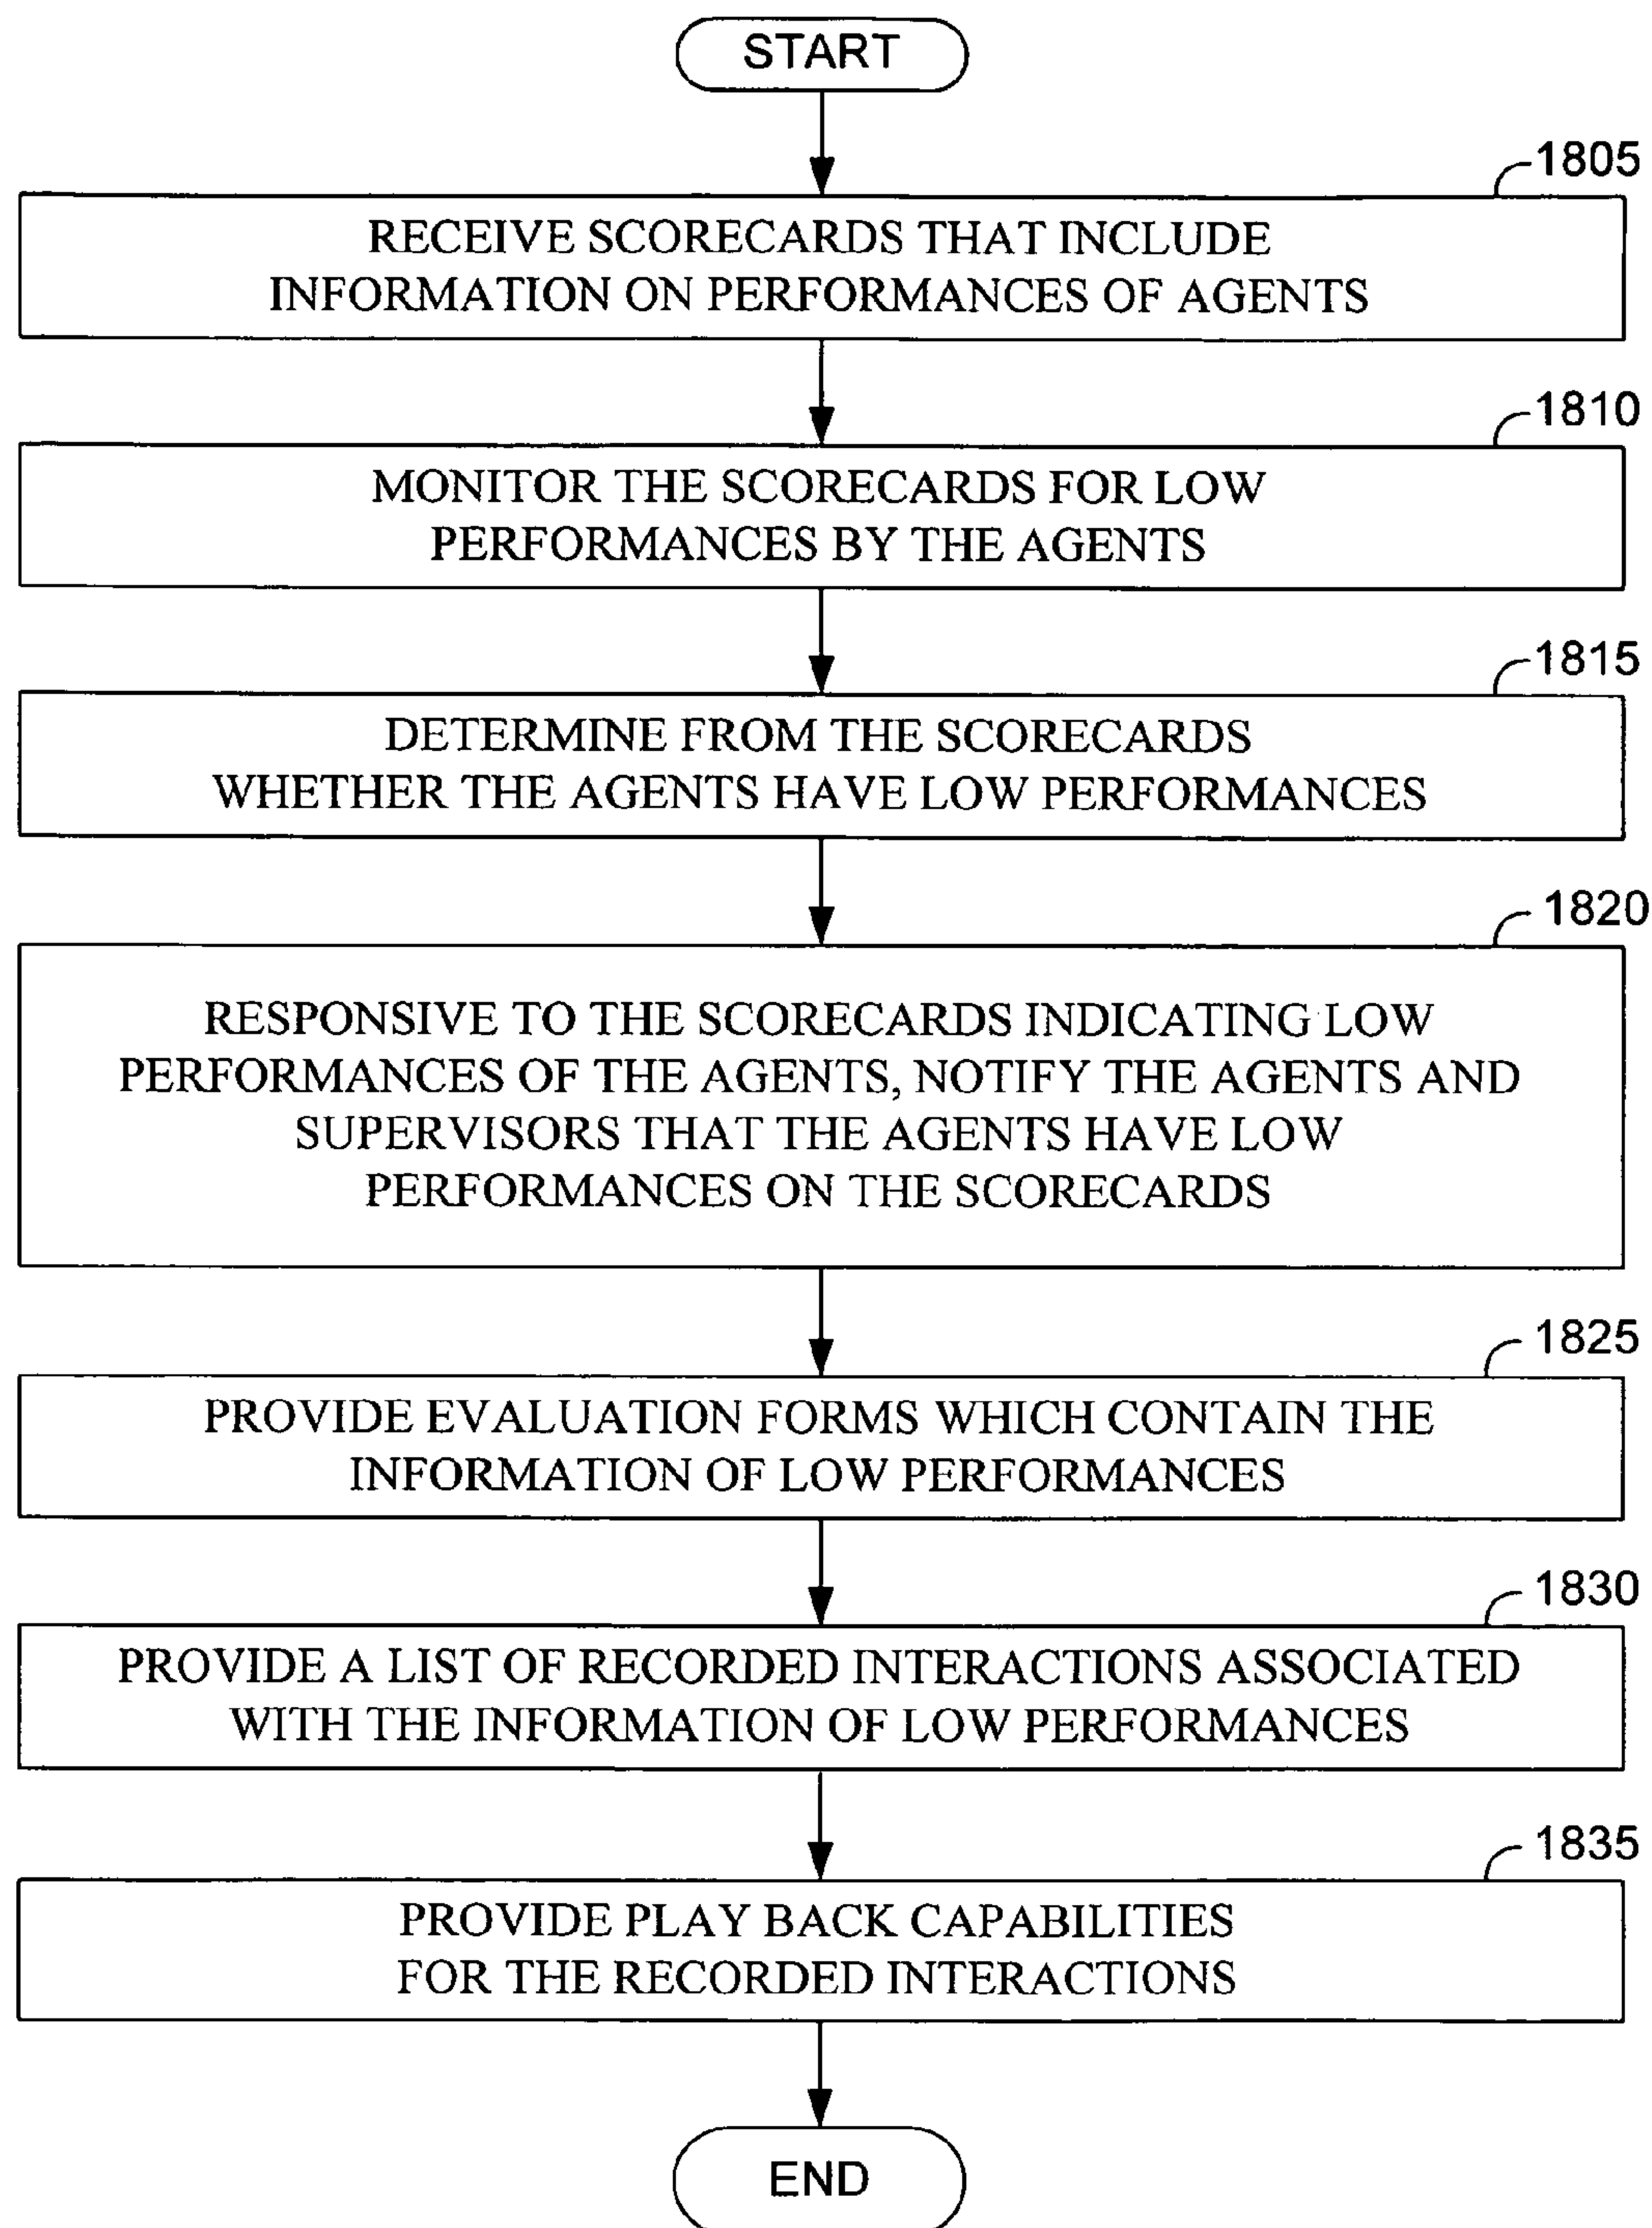 START
1805
RECEIVE SCORECARDS THAT INCLUDE
INFORMATION ON PERFORMANCES OF AGENTS
1810
MONITOR THE SCORECARDS FOR LOW
PERFORMANCES BY THE AGENTS
1815
DETERMINE FROM THE SCORECARDS
WHETHER THE AGENTS HAVE LOW PERFORMANCES
1820
RESPONSIVE TO THE SCORECARDS INDICATING LOW
PERFORMANCES OF THE AGENTS, NOTIFY THE AGENTS AND
SUPERVISORS THAT THE AGENTS HAVE LOW
PERFORMANCES ON THE SCORECARDS
1825
PROVIDE EVALUATION FORMS WHICH CONTAIN THE
INFORMATION OF LOW PERFORMANCES
1830
PROVIDE A LIST OF RECORDED INTERACTIONS ASSOCIATED
WITH THE INFORMATION OF LOW PERFORMANCES
1835
PROVIDE PLAY BACK CAPABILITIES
FOR THE RECORDED INTERACTIONS
END